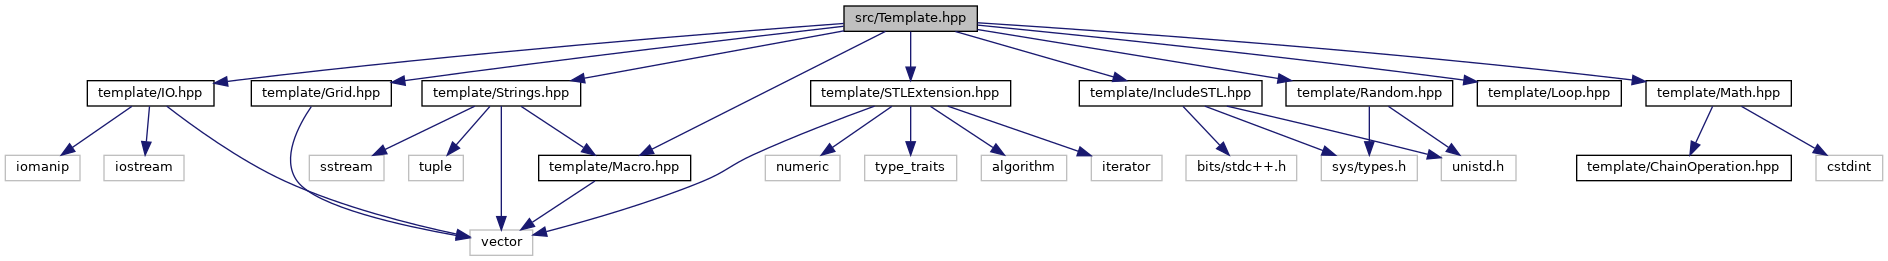 src/Template.hpp
template/IO.hpp
template/Grid.hpp
template/Strings.hpp
template/STLExtension.hpp
template/IncludeSTL.hpp
template/Random.hpp
template/Loop.hpp
template/Math.hpp
iomanip
iostream
sstream
tuple
template/Macro.hpp
numeric
type_traits
algorithm
iterator
bits/stdc++.h
sys/types.h
unistd.h
template/ChainOperation.hpp
cstdint
vector